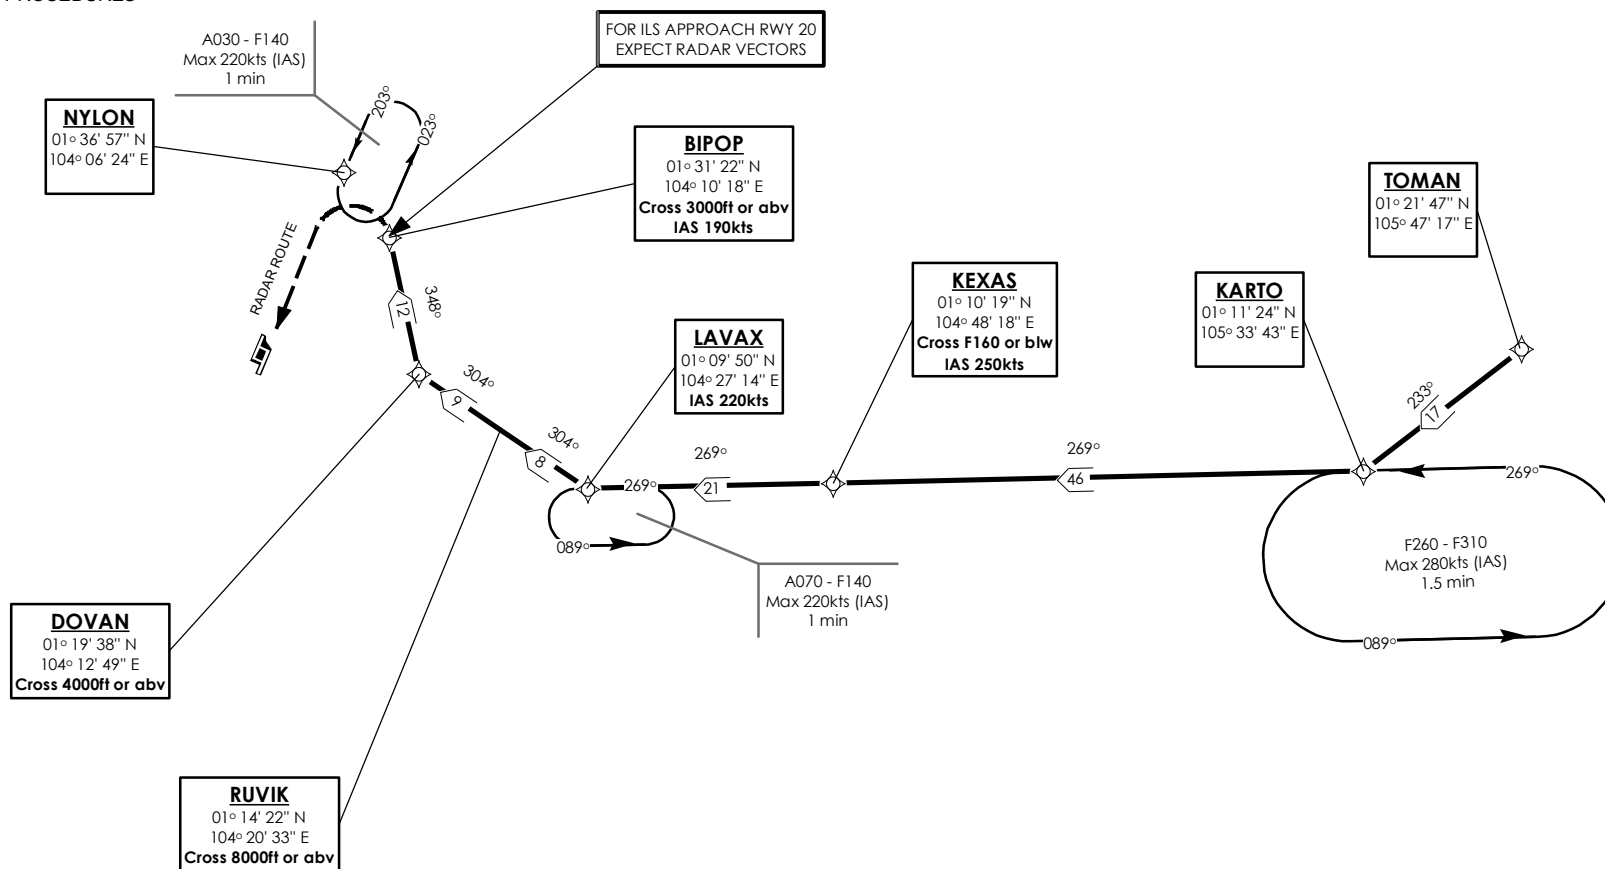 A030 - F140
Max 220kts (IAS)
1 min
FOR ILS APPROACH RWY 20
EXPECT RADAR VECTORS
NYLON
01° 36' 57" N
104° 06' 24" E
203°
023°
BIPOP
01° 31' 22" N
104° 10' 18" E
Cross 3000ft or abv
IAS 190kts
TOMAN
01° 21' 47" N
105° 47' 17" E
RADAR ROUTE
KEXAS
01° 10' 19" N
104° 48' 18" E
Cross F160 or blw
IAS 250kts
KARTO
01° 11' 24" N
105° 33' 43" E
12
348°
LAVAX
01° 09' 50" N
104° 27' 14" E
IAS 220kts
304°
9
233°
17
304°
8
269°
21
269°
46
269°
089°
269°
089°
F260 - F310
Max 280kts (IAS)
1.5 min
A070 - F140
Max 220kts (IAS)
1 min
DOVAN
01° 19' 38" N
104° 12' 49" E
Cross 4000ft or abv
RUVIK
01° 14' 22" N
104° 20' 33" E
Cross 8000ft or abv